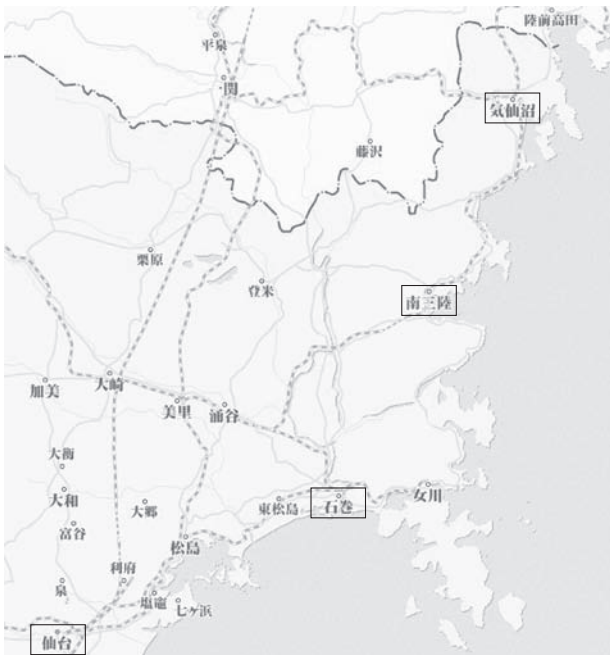 陸前高田
平泉
一関
気仙沼
藤沢
栗原
登米
南三陸
加美
大崎
美里
涌谷
大衡
大和
大郷
東松島
石巻
女川
富谷
松島
利府
泉
塩竈
七ヶ浜
仙台